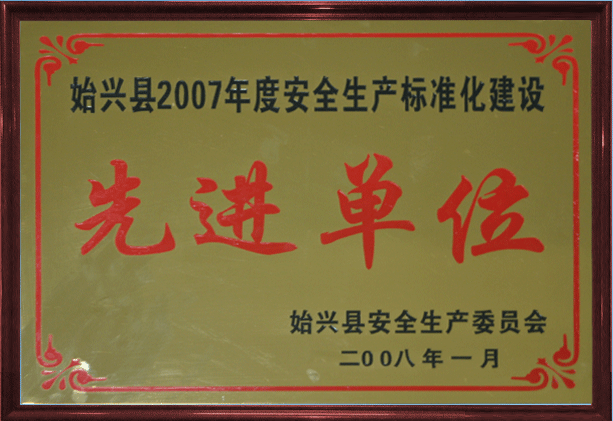 始兴县2007年度安全生产标准化建设
先进单位
始兴县安全生产委员会
二00八年一月